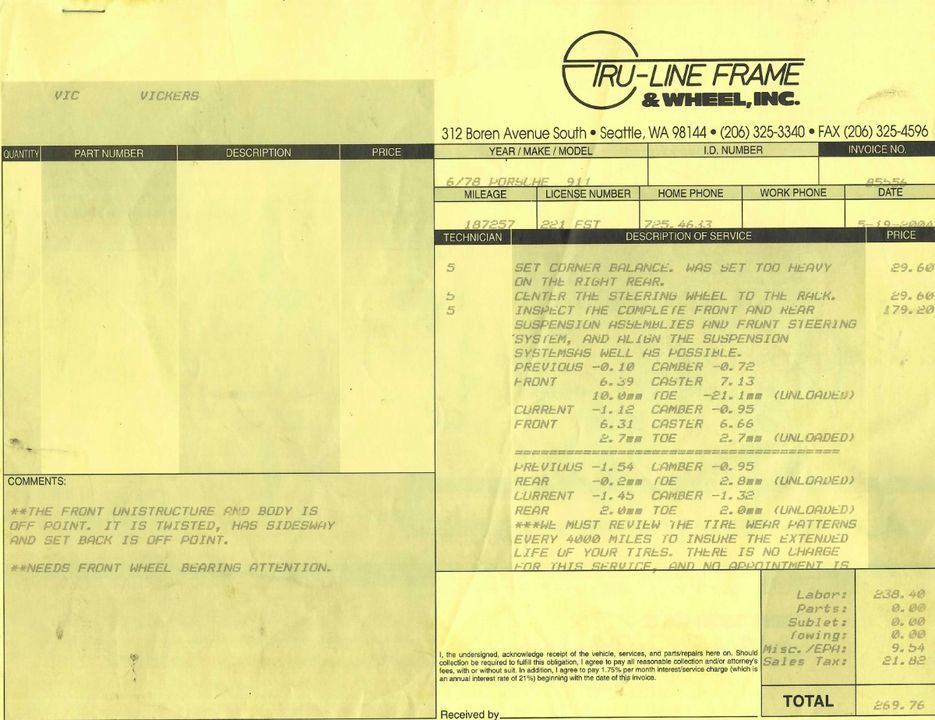 VIC VICKERS
TRU-LINE FRAME
& WHEEL, INC.
312 Boren Avenue South • Seattle, WA 98144 • (206) 325-3340 • FAX (206) 325-4596
QUANTITY PART NUMBER DESCRIPTION PRICE
YEAR / MAKE / MODEL I.D. NUMBER INVOICE NO.
6/78 PORSCHE 911 85556
MILEAGE LICENSE NUMBER HOME PHONE WORK PHONE DATE
187257 221 FST 725.4633 5-19-2004
TECHNICIAN DESCRIPTION OF SERVICE PRICE
5 SET CORNER BALANCE. WAS SET TOO HEAVY 29.60
ON THE RIGHT REAR.
5 CENTER THE STEERING WHEEL TO THE RACK. 29.60
5 INSPECT THE COMPLETE FRONT AND REAR 179.20
SUSPENSION ASSEMBLIES AND FRONT STEERING
SYSTEM, AND ALIGN THE SUSPENSION
SYSTEMSAS WELL AS POSSIBLE.
PREVIOUS -0.10 CAMBER -0.72
FRONT 6.39 CASTER 7.13
10.0mm TOE -21.1mm (UNLOADED)
CURRENT -1.12 CAMBER -0.95
FRONT 6.31 CASTER 6.66
2.7mm TOE 2.7mm (UNLOADED)
=======================================
PREVIOUS -1.54 CAMBER -0.95
REAR -0.2mm TOE 2.8mm (UNLOADED)
CURRENT -1.45 CAMBER -1.32
REAR 2.0mm TOE 2.0mm (UNLOADED)
***WE MUST REVIEW THE TIRE WEAR PATTERNS
EVERY 4000 MILES TO INSURE THE EXTENDED
LIFE OF YOUR TIRES. THERE IS NO CHARGE
FOR THIS SERVICE, AND NO APPOINTMENT IS
COMMENTS:
**THE FRONT UNISTRUCTURE AND BODY IS
OFF POINT. IT IS TWISTED, HAS SIDESWAY
AND SET BACK IS OFF POINT.
**NEEDS FRONT WHEEL BEARING ATTENTION.
Labor: 238.40
Parts: 0.00
Sublet: 0.00
Towing: 0.00
Misc./EPA: 9.54
Sales Tax: 21.82
I, the undersigned, acknowledge receipt of the vehicle, services, and parts/repairs here on. Should
collection be required to fulfill this obligation, I agree to pay all reasonable collection and/or attorney's
fees, with or without suit. In addition, I agree to pay 1.75% per month interest/service charge (which is
an annual interest rate of 21%) beginning with the date of this invoice.
TOTAL 269.76
Received by